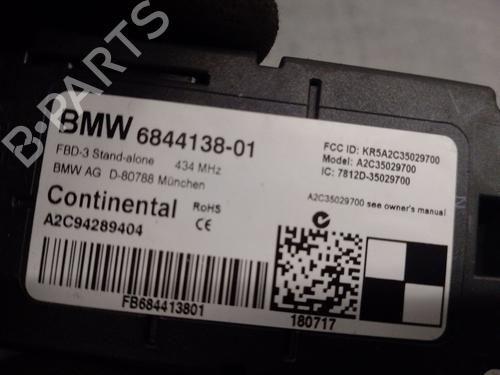 B-PARTS
BMW 6844138-01
FBD-3 Stand-alone 434 MHz
BMW AG D-80788 München
FCC ID: KR5A2C35029700
Model: A2C35029700
IC: 7812D-35029700
Continental RoHS
A2C94289404 CE
A2C35029700 see owner's manual
FB684413801
180717